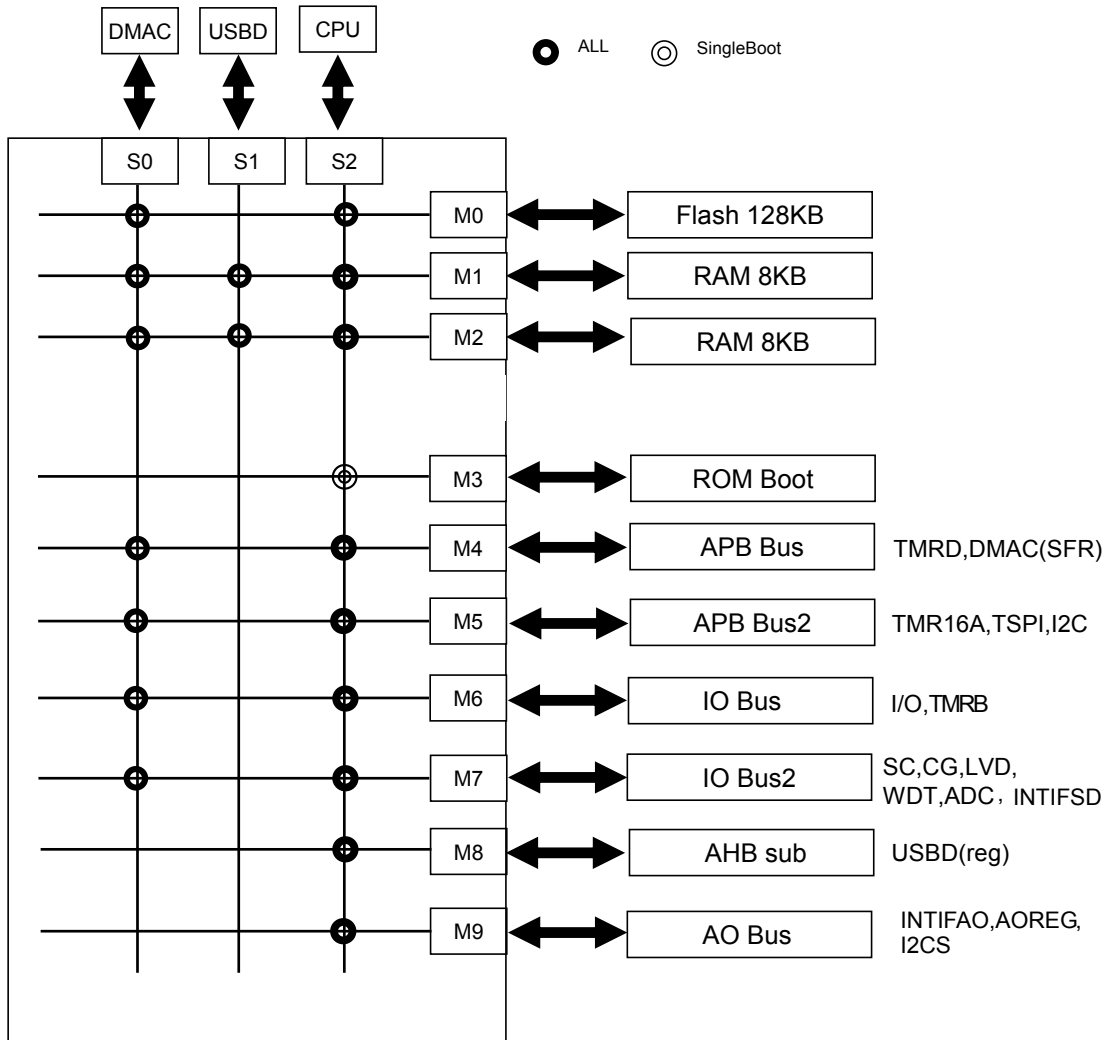 DMAC USBD CPU
ALL SingleBoot
S0 S1 S2
M0 Flash 128KB
M1 RAM 8KB
M2 RAM 8KB
M3 ROM Boot
M4 APB Bus TMRD,DMAC(SFR)
M5 APB Bus2 TMR16A,TSPI,I2C
M6 IO Bus I/O,TMRB
M7 IO Bus2 SC,CG,LVD,
WDT,ADC, INTIFSD
M8 AHB sub USBD(reg)
M9 AO Bus INTIFAO,AOREG,
I2CS